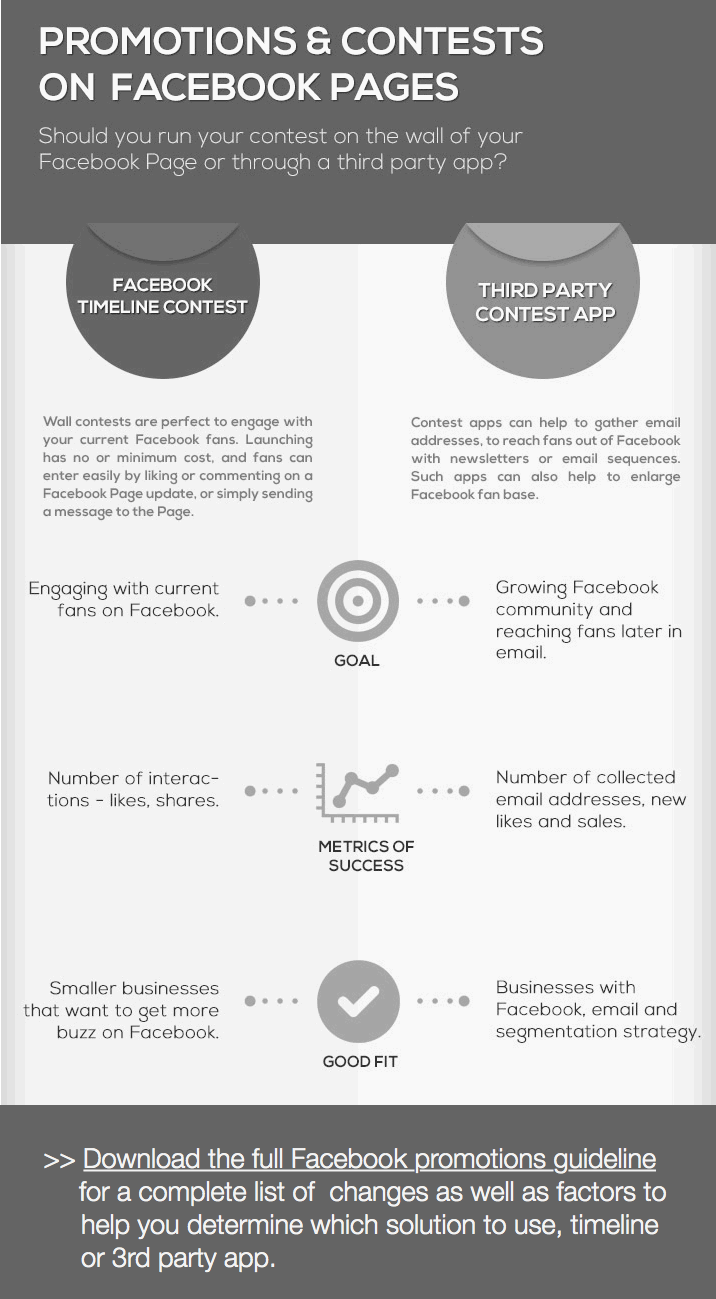 PROMOTIONS & CONTESTS
ON FACEBOOK PAGES
Should you run your contest on the wall of your
Facebook Page or through a third party app?
FACEBOOK
TIMELINE CONTEST
THIRD PARTY
CONTEST APP
Wall contests are perfect to engage with
your current Facebook fans. Launching
has no or minimum cost, and fans can
enter easily by liking or commenting on a
Facebook Page update, or simply sending
a message to the Page.
Contest apps can help to gather email
addresses, to reach fans out of Facebook
with newsletters or email sequences.
Such apps can also help to enlarge
Facebook fan base.
Engaging with current
fans on Facebook.
GOAL
Growing Facebook
community and
reaching fans later in
email.
Number of interac-
tions - likes, shares.
METRICS OF
SUCCESS
Number of collected
email addresses, new
likes and sales.
Smaller businesses
that want to get more
buzz on Facebook.
GOOD FIT
Businesses with
Facebook, email and
segmentation strategy.
>> Download the full Facebook promotions guideline
for a complete list of changes as well as factors to
help you determine which solution to use, timeline
or 3rd party app.